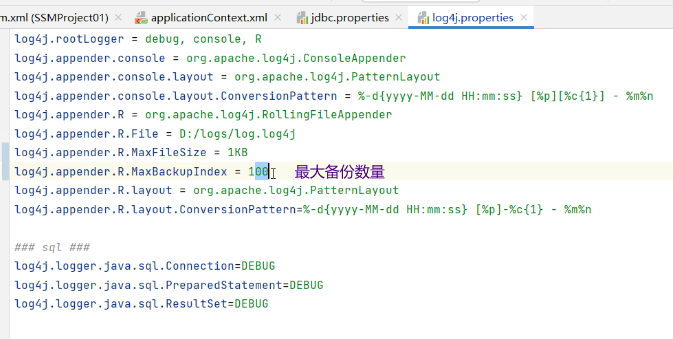 m.xml (SSMProject01) applicationContext.xml jdbc.properties log4j.properties
log4j.rootLogger = debug, console, R
log4j.appender.console = org.apache.log4j.ConsoleAppender
log4j.appender.console.layout = org.apache.log4j.PatternLayout
log4j.appender.console.layout.ConversionPattern = %-d{yyyy-MM-dd HH:mm:ss} [%p][%c{1}] - %m%n
log4j.appender.R = org.apache.log4j.RollingFileAppender
log4j.appender.R.File = D:/logs/log.log4j
log4j.appender.R.MaxFileSize = 1KB
log4j.appender.R.MaxBackupIndex = 100 最大备份数量
log4j.appender.R.layout = org.apache.log4j.PatternLayout
log4j.appender.R.layout.ConversionPattern=%-d{yyyy-MM-dd HH:mm:ss} [%p]-%c{1} - %m%n
### sql ###
log4j.logger.java.sql.Connection=DEBUG
log4j.logger.java.sql.PreparedStatement=DEBUG
log4j.logger.java.sql.ResultSet=DEBUG